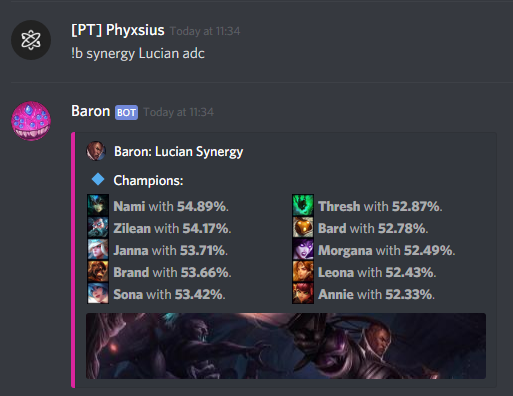 [PT] Phyxsius Today at 11:34
!b synergy Lucian adc
Baron BOT Today at 11:34
Baron: Lucian Synergy
Champions:
Nami with 54.89%.
Zilean with 54.17%.
Janna with 53.71%.
Brand with 53.66%.
Sona with 53.42%.
Thresh with 52.87%.
Bard with 52.78%.
Morgana with 52.49%.
Leona with 52.43%.
Annie with 52.33%.